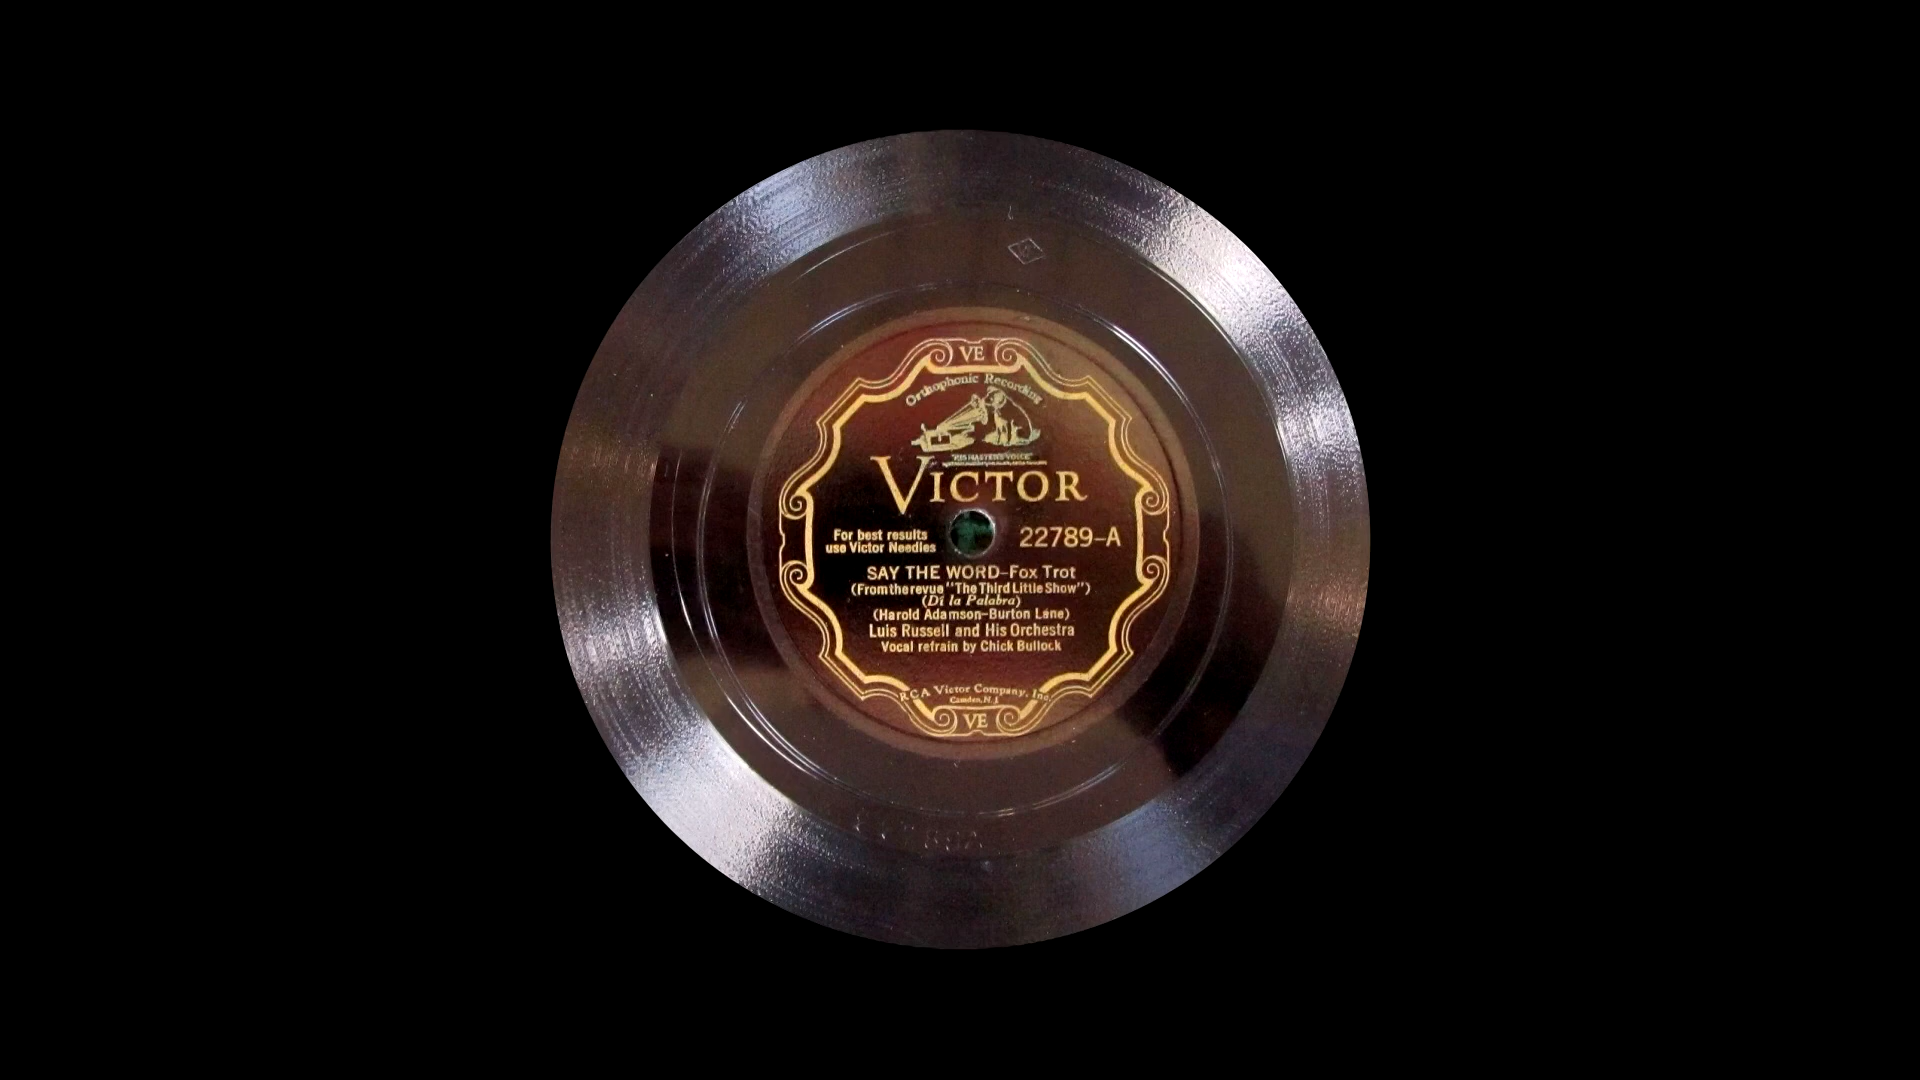 VE
Orthophonic Recording
"HIS MASTER'S VOICE"
VICTOR
For best results
use Victor Needles
22789-A
SAY THE WORD-Fox Trot
(From the revue "The Third Little Show")
(Di la Palabra)
(Harold Adamson-Burton Lane)
Luis Russell and His Orchestra
Vocal refrain by Chick Bullock
RCA Victor Company, Inc.
Camden, N.J.
VE